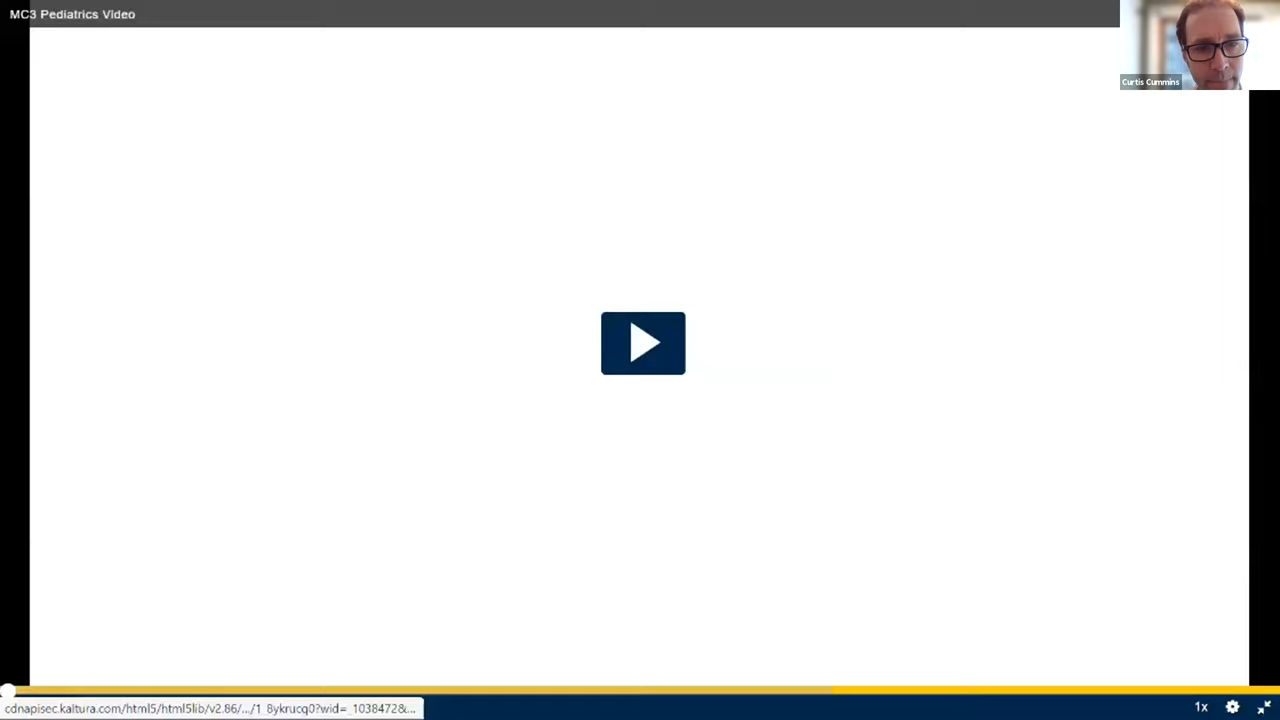 MC3 Pediatrics Video
Curtis Cummins
cdnapisec.kaltura.com/html5/html5lib/v2.86/.../1_8ykrucq0?wid=_1038472&...
1x